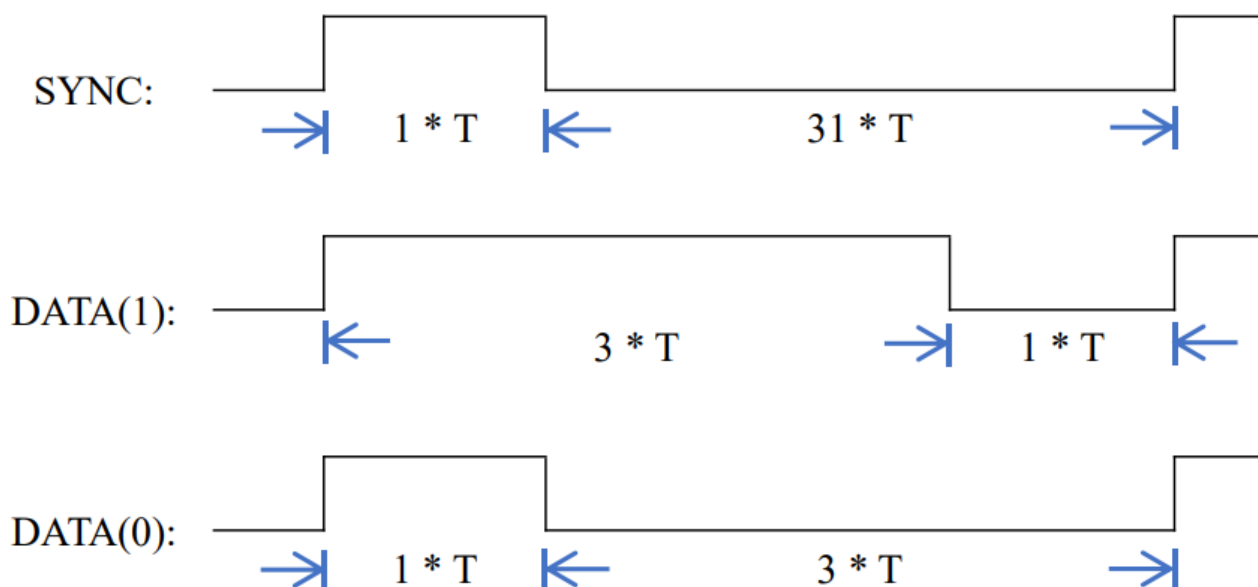 SYNC:
1 * T
31 * T
DATA(1):
3 * T
1 * T
DATA(0):
1 * T
3 * T